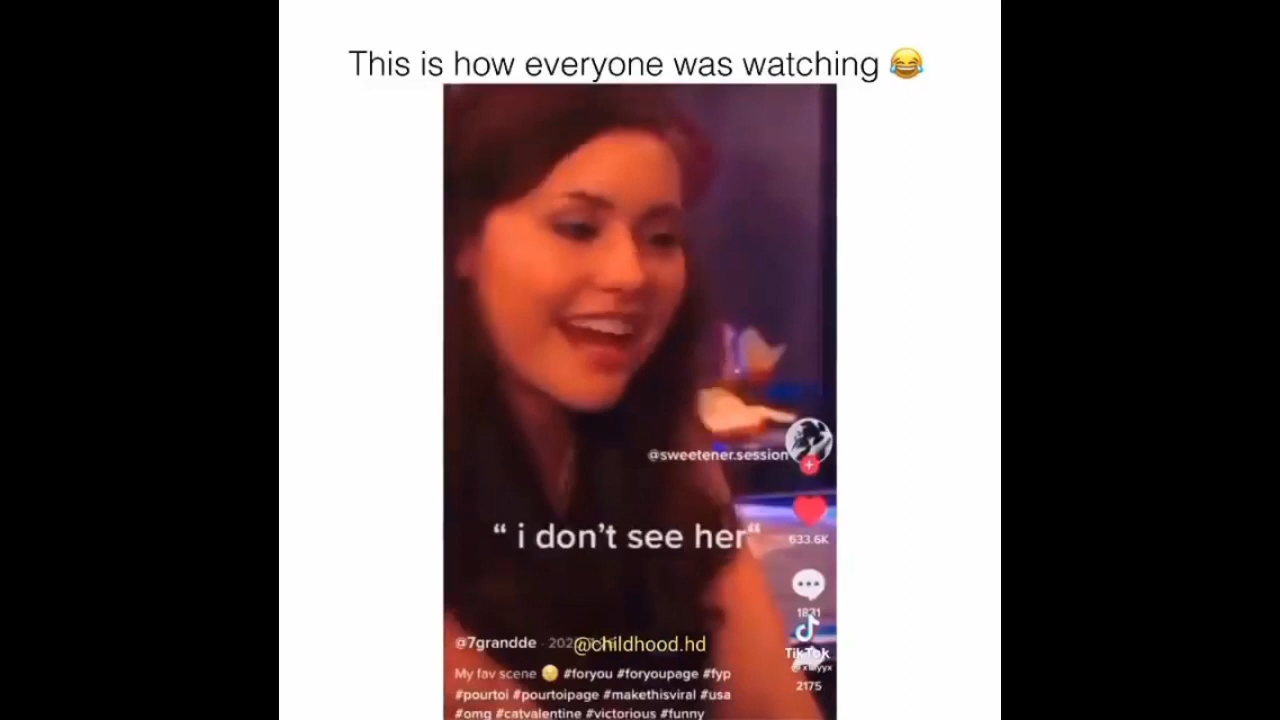 This is how everyone was watching 😂
@sweetener.session
“ i don’t see her“
633.6K
1831
TikTok
@7grandde
@childhood.hd
My fav scene #foryou #foryoupage #fyp
2175
#pourtoi #pourtoipage #makethisviral #usa
#omg #catvalentine #victorious #funny